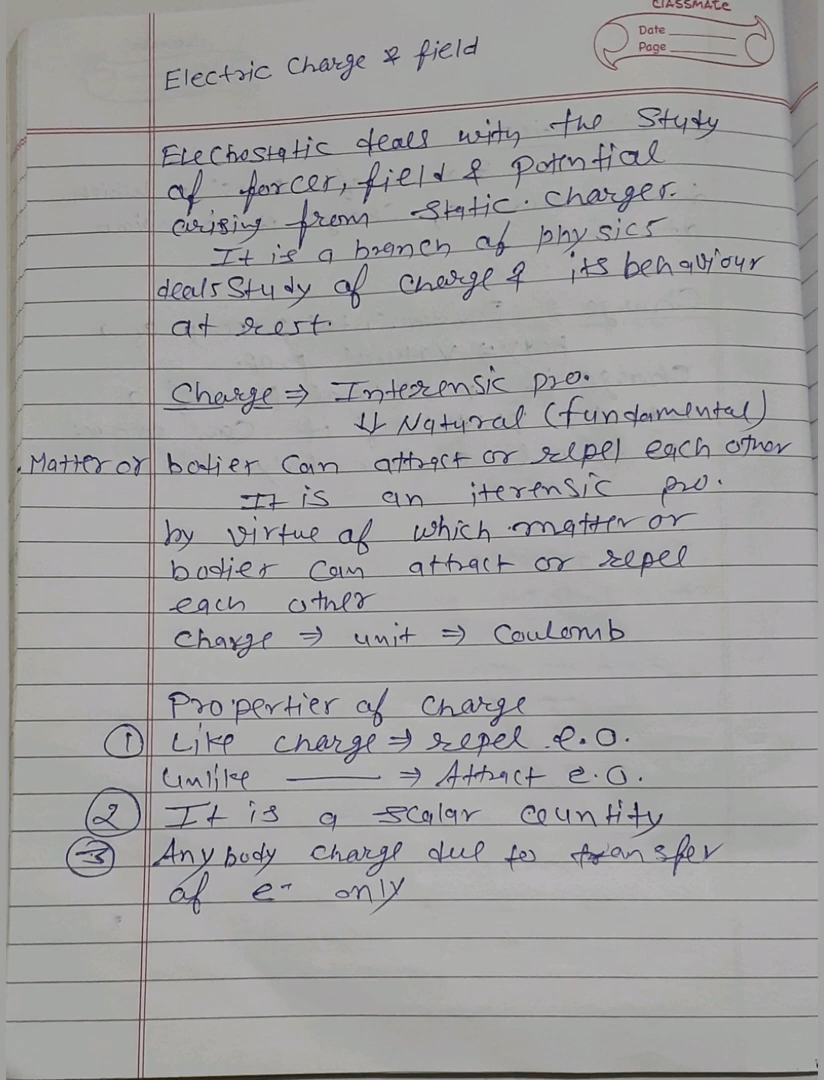 CLASSMATE
Date
Page
Electric Charge & field
Electrostatic deals with the Study
of forces, field & Potential
arising from static charges.
It is a branch of physics
deals Study of Charge & its behaviour
at rest.
Charge ⇒ Interensic pro.
⇓ Natural (fundamental)
Matter or bodies Can attract or repel each other
It is an iterensic pro.
by virtue of which matter or
bodies Can attract or repel
each other
Charge ⇒ unit ⇒ Coulomb
Properties of Charge
① Like charge ⇒ repel e.O.
Unlike —— ⇒ Attract e.O.
② It is a scalar countity
③ Any body charge due to transfer
of e- only